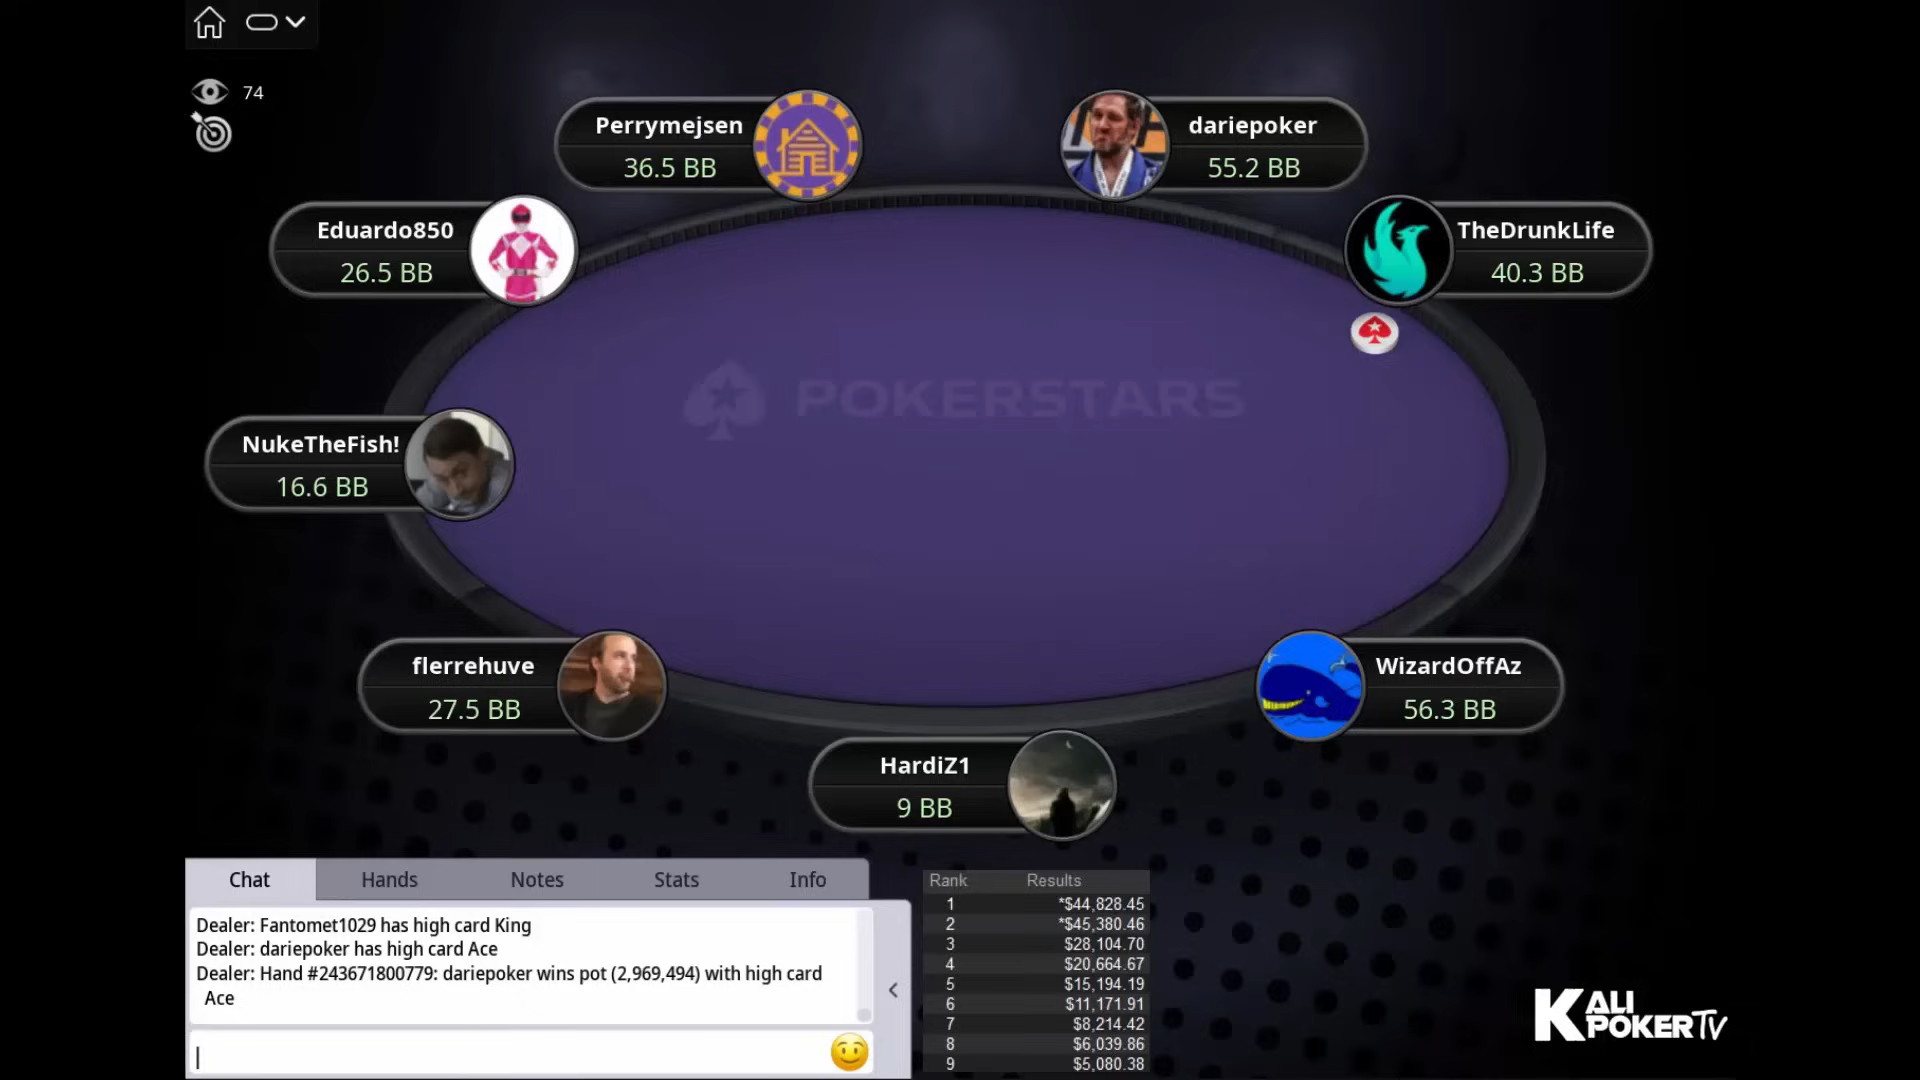 74
Perrymejsen
36.5 BB
dariepoker
55.2 BB
Eduardo850
26.5 BB
TheDrunkLife
40.3 BB
POKERSTARS
NukeTheFish!
16.6 BB
flerrehuve
27.5 BB
WizardOffAz
56.3 BB
HardiZ1
9 BB
Chat Hands Notes Stats Info
Dealer: Fantomet1029 has high card King
Dealer: dariepoker has high card Ace
Dealer: Hand #243671800779: dariepoker wins pot (2,969,494) with high card
Ace
Rank Results
1 *$44,828.45
2 *$45,380.46
3 $28,104.70
4 $20,664.67
5 $15,194.19
6 $11,171.91
7 $8,214.42
8 $6,039.86
9 $5,080.38
KALI
POKERTV